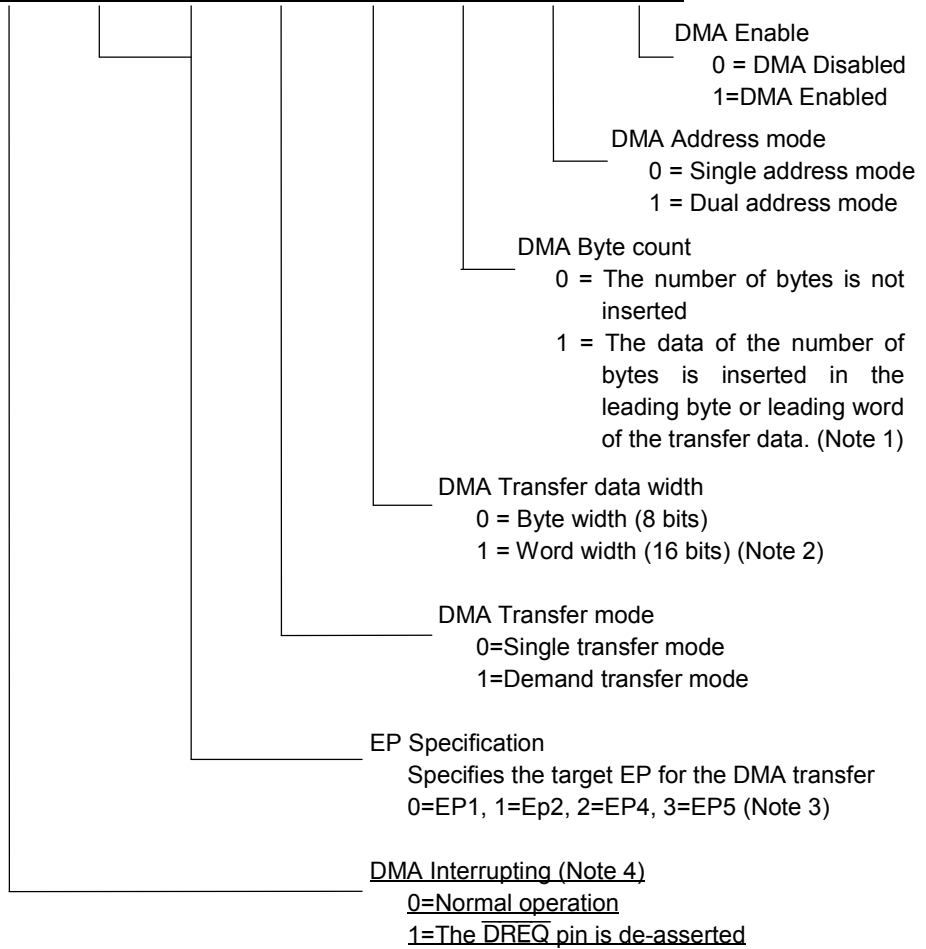 DMA Enable
0 = DMA Disabled
1=DMA Enabled
DMA Address mode
0 = Single address mode
1 = Dual address mode
DMA Byte count
0 = The number of bytes is not
inserted
1 = The data of the number of
bytes is inserted in the
leading byte or leading word
of the transfer data. (Note 1)
DMA Transfer data width
0 = Byte width (8 bits)
1 = Word width (16 bits) (Note 2)
DMA Transfer mode
0=Single transfer mode
1=Demand transfer mode
EP Specification
Specifies the target EP for the DMA transfer
0=EP1, 1=Ep2, 2=EP4, 3=EP5 (Note 3)
DMA Interrupting (Note 4)
0=Normal operation
1=The DREQ pin is de-asserted